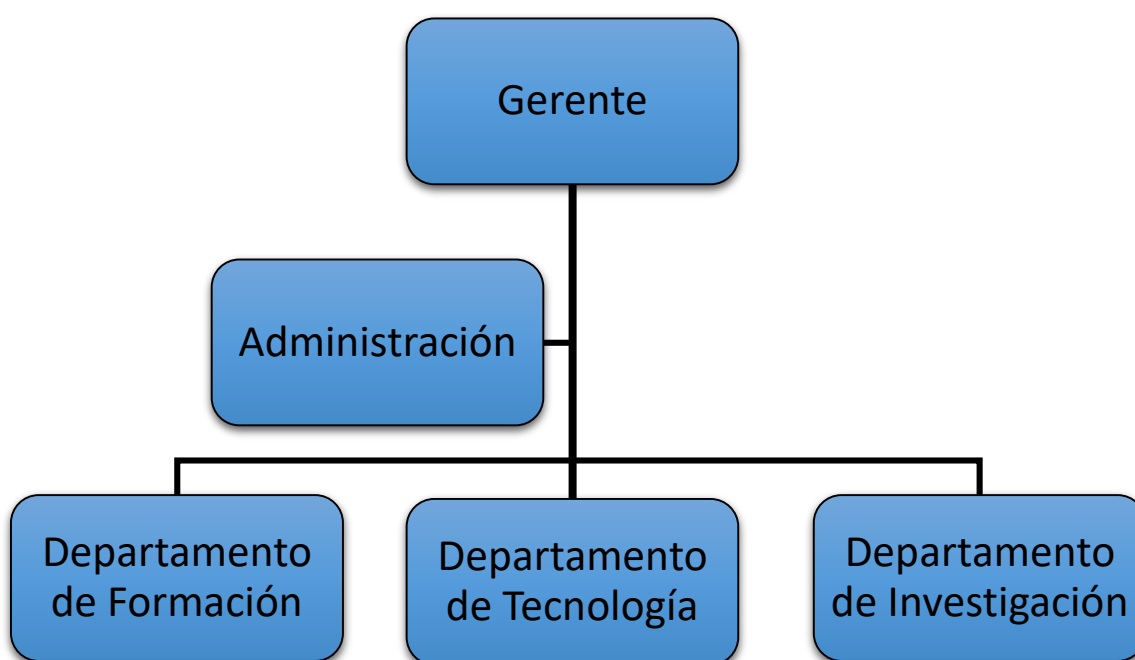 Gerente
Administración
Departamento
de Formación
Departamento
de Tecnología
Departamento
de Investigación